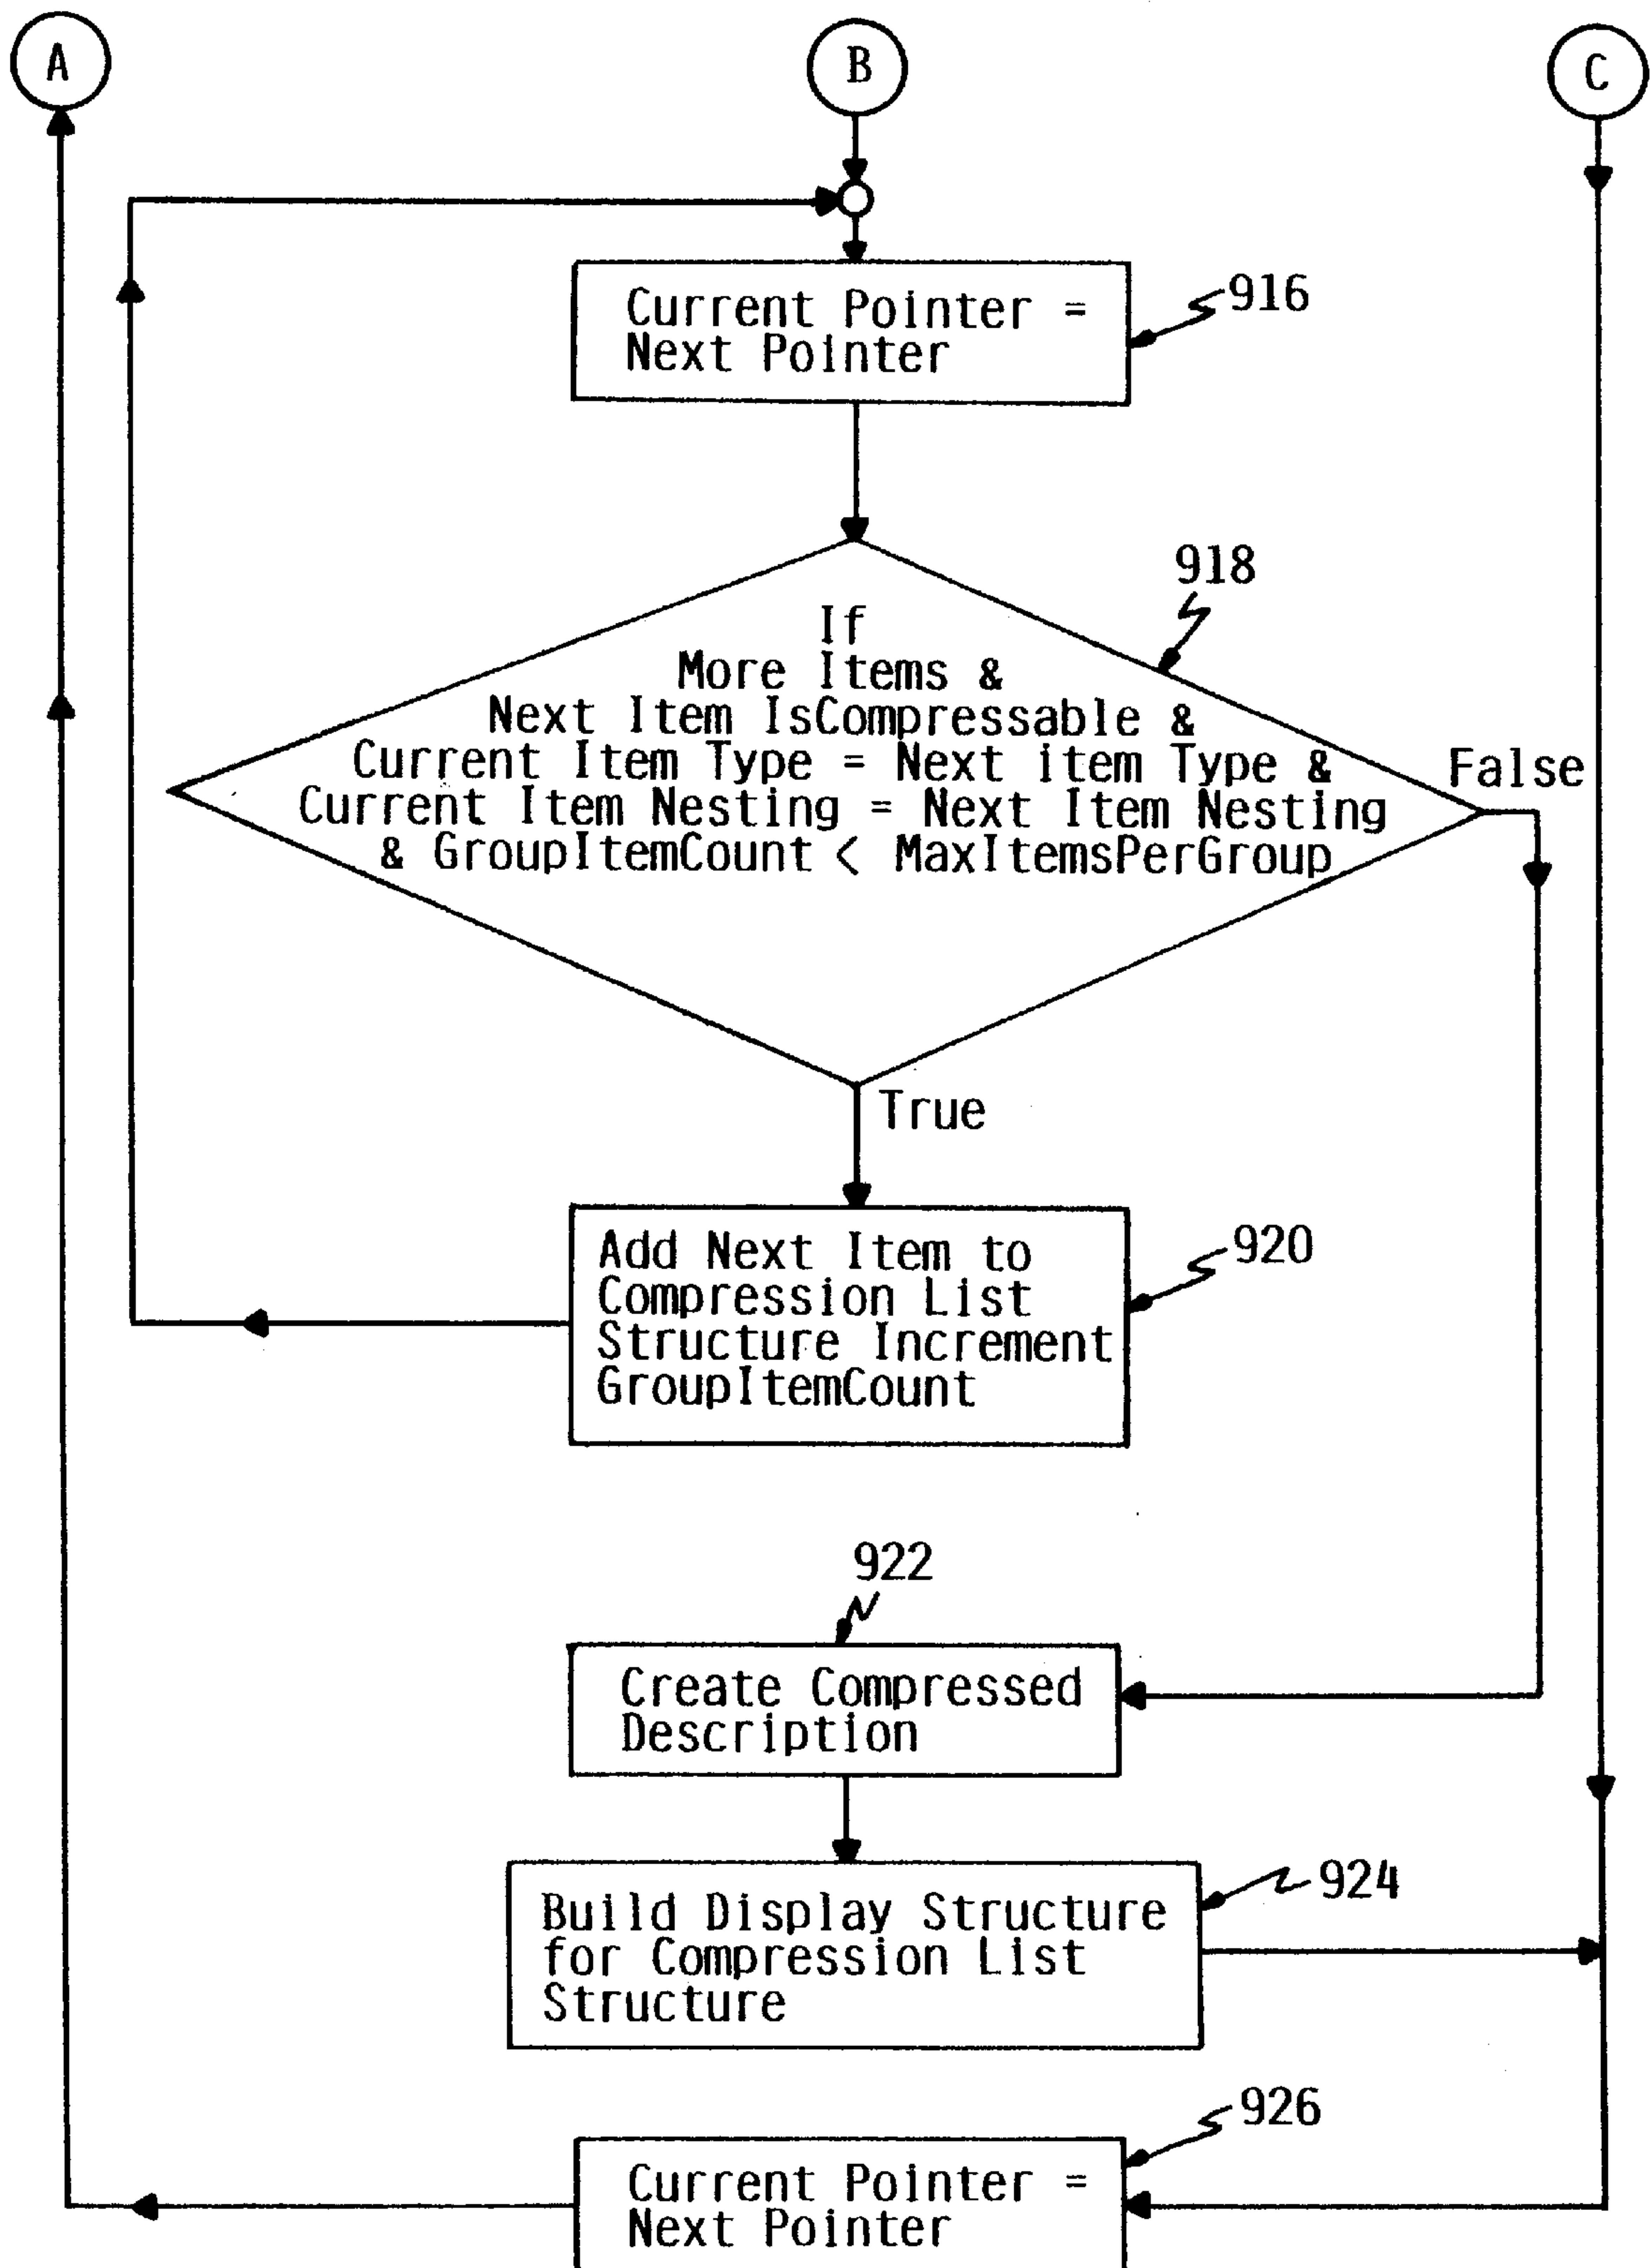 A
B
C
Current Pointer =
Next Pointer
916
918
If
More Items &
Next Item IsCompressable &
Current Item Type = Next item Type &
Current Item Nesting = Next Item Nesting
& GroupItemCount < MaxItemsPerGroup
False
True
Add Next Item to
Compression List
Structure Increment
GroupItemCount
920
922
Create Compressed
Description
Build Display Structure
for Compression List
Structure
924
926
Current Pointer =
Next Pointer